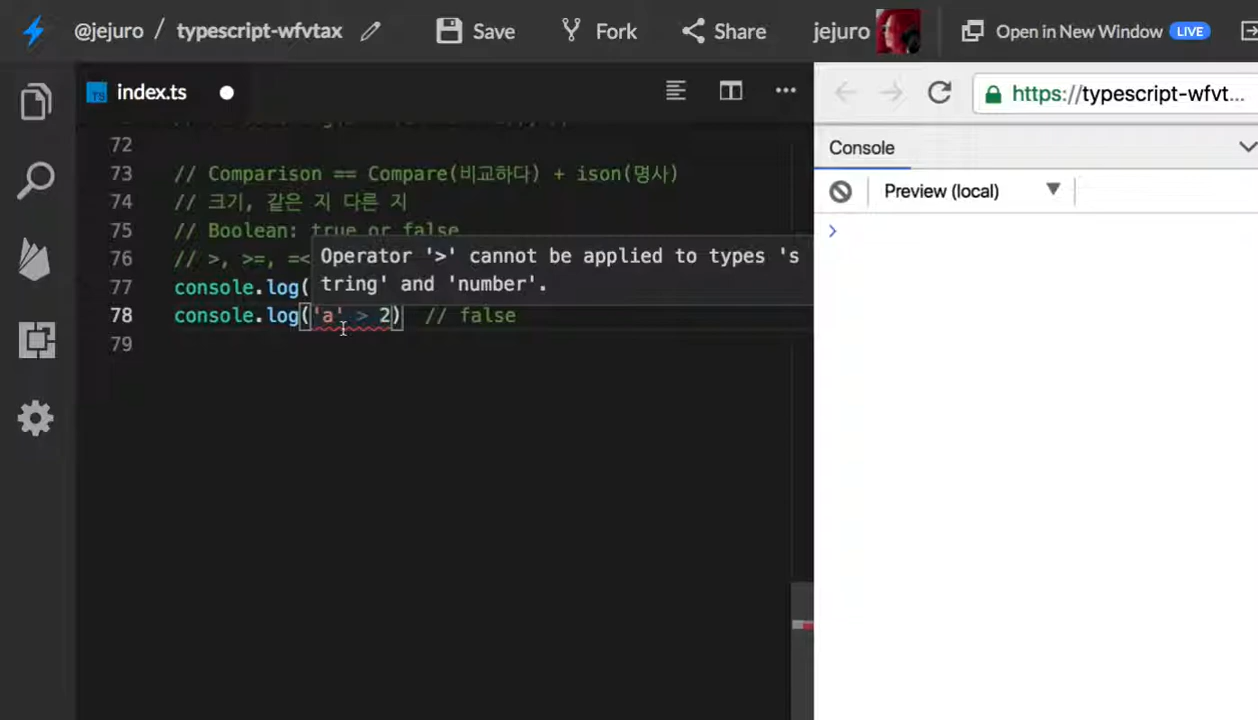 @jejuro / typescript-wfvtax Save Fork Share jejuro Open in New Window LIVE
TS index.ts https://typescript-wfvt...
Console
Preview (local)
>
72
73 // Comparison == Compare(비교하다) + ison(명사)
74 // 크기, 같은 지 다른 지
75 // Boolean: true or false
76 // >, >=, =<
Operator '>' cannot be applied to types 's
tring' and 'number'.
77 console.log(
78 console.log('a' > 2) // false
79